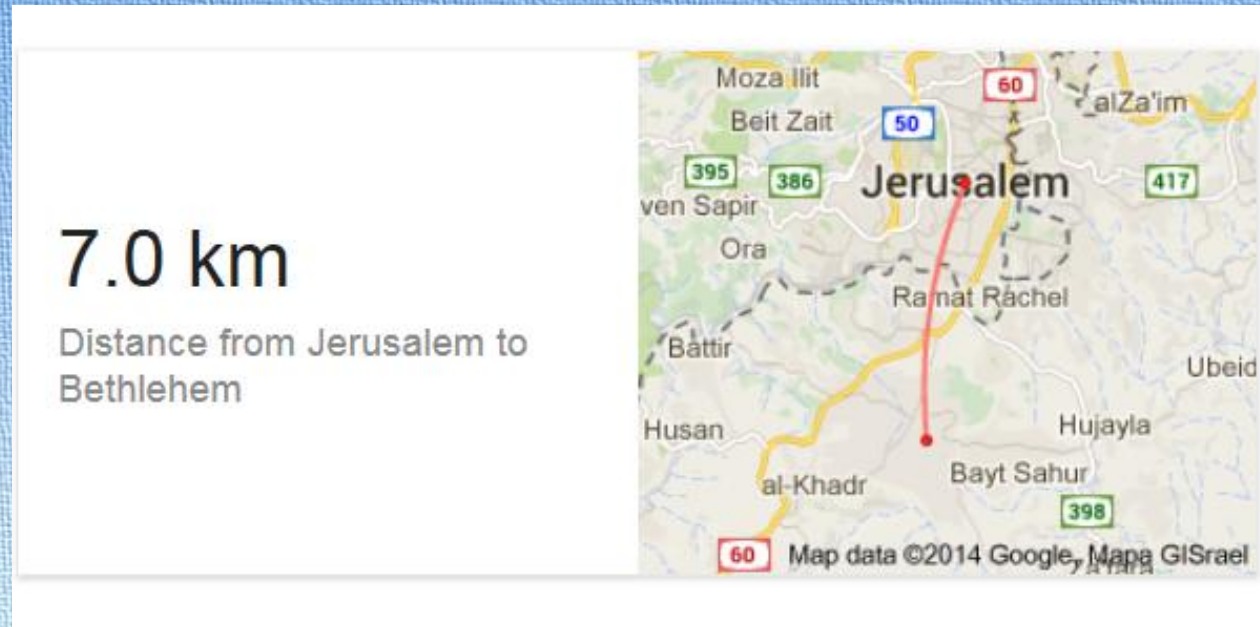 7.0 km
Distance from Jerusalem to
Bethlehem
Moza Ilit
60
alZa'im
Beit Zait
50
395
386
Jerusalem
417
ven Sapir
Ora
Ramat Rachel
Battir
Ubeid
Husan
Hujayla
al-Khadr
Bayt Sahur
398
60
Map data ©2014 Google, Mapa GISrael